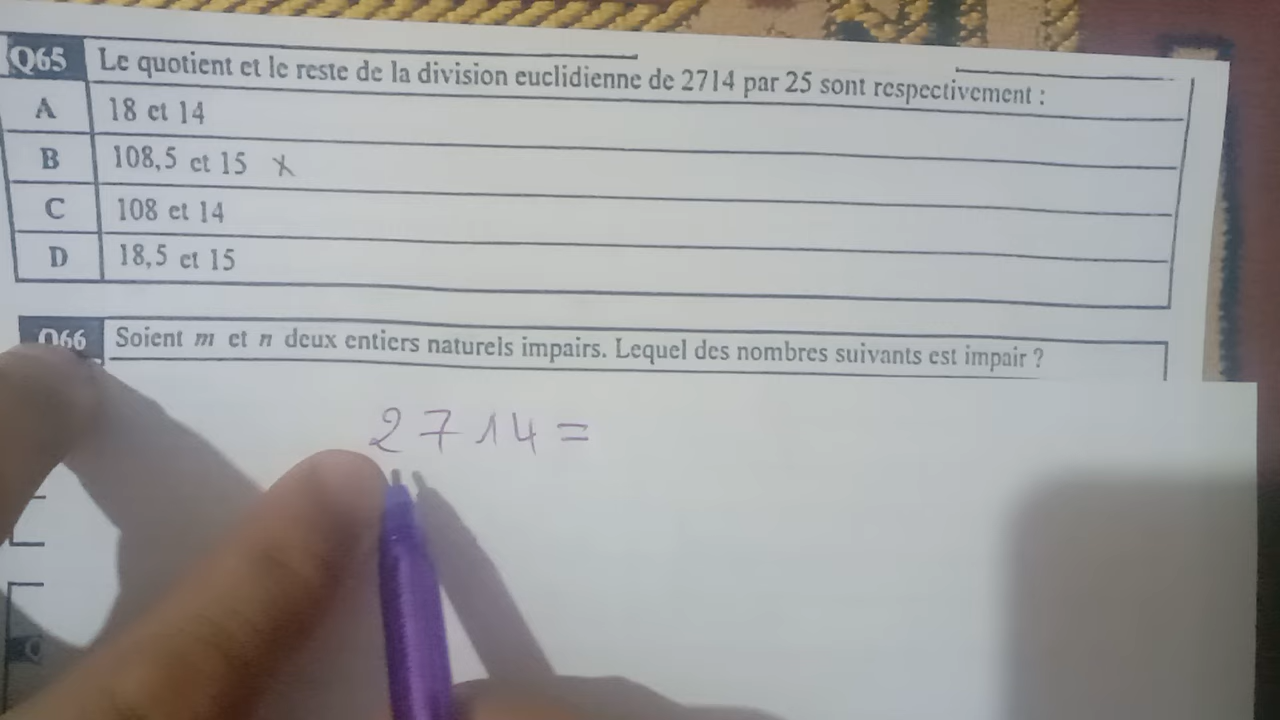 Q65 Le quotient et le reste de la division euclidienne de 2714 par 25 sont respectivement :
A 18 et 14
B 108,5 et 15 x
C 108 et 14
D 18,5 et 15
Q66 Soient m et n deux entiers naturels impairs. Lequel des nombres suivants est impair ?
2714 =